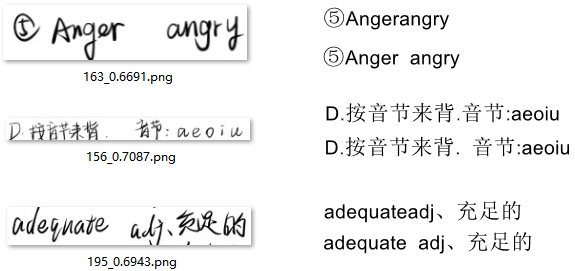 ⑤ Anger angry
163_0.6691.png
⑤Angerangry
⑤Anger angry
D.按音节来背. 音节:aeoiu
156_0.7087.png
D.按音节来背.音节:aeoiu
D.按音节来背. 音节:aeoiu
adequate adj、充足的
195_0.6943.png
adequateadj、充足的
adequate adj、充足的